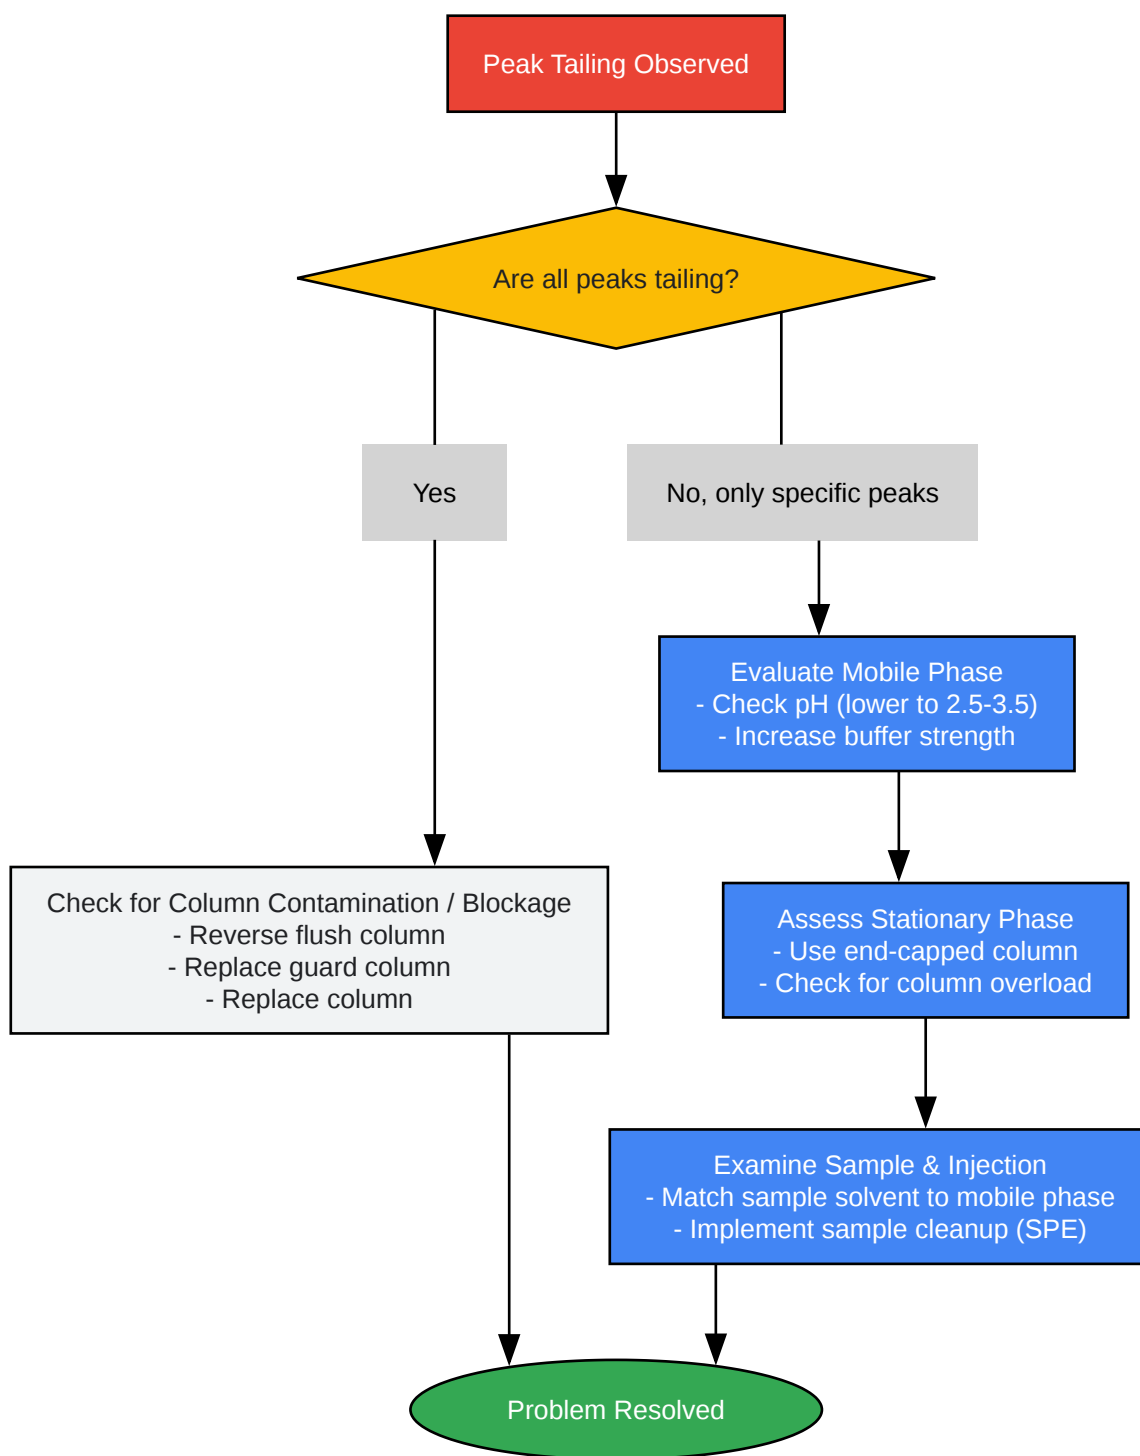 Peak Tailing Observed
Are all peaks tailing?
Yes
No, only specific peaks
Evaluate Mobile Phase
- Check pH (lower to 2.5-3.5)
- Increase buffer strength
Check for Column Contamination / Blockage
- Reverse flush column
- Replace guard column
- Replace column
Assess Stationary Phase
- Use end-capped column
- Check for column overload
Examine Sample & Injection
- Match sample solvent to mobile phase
- Implement sample cleanup (SPE)
Problem Resolved